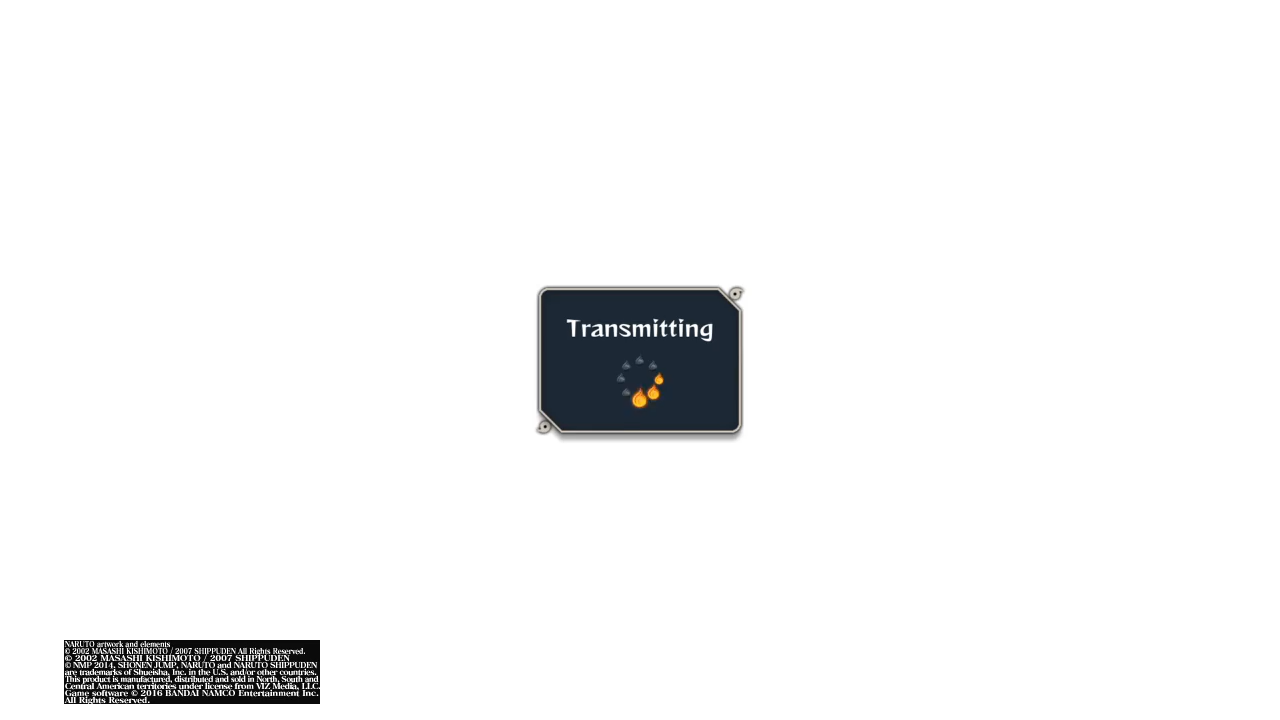 Transmitting
NARUTO artwork and elements
© 2002 MASASHI KISHIMOTO / 2007 SHIPPUDEN All Rights Reserved.
© 2002 MASASHI KISHIMOTO / 2007 SHIPPUDEN
© NMP 2014, SHONEN JUMP, NARUTO and NARUTO SHIPPUDEN
are trademarks of Shueisha, Inc. in the U.S. and/or other countries.
This product is manufactured, distributed and sold in North, South and
Central American territories under license from VIZ Media, LLC.
Game software © 2016 BANDAI NAMCO Entertainment Inc.
All Rights Reserved.